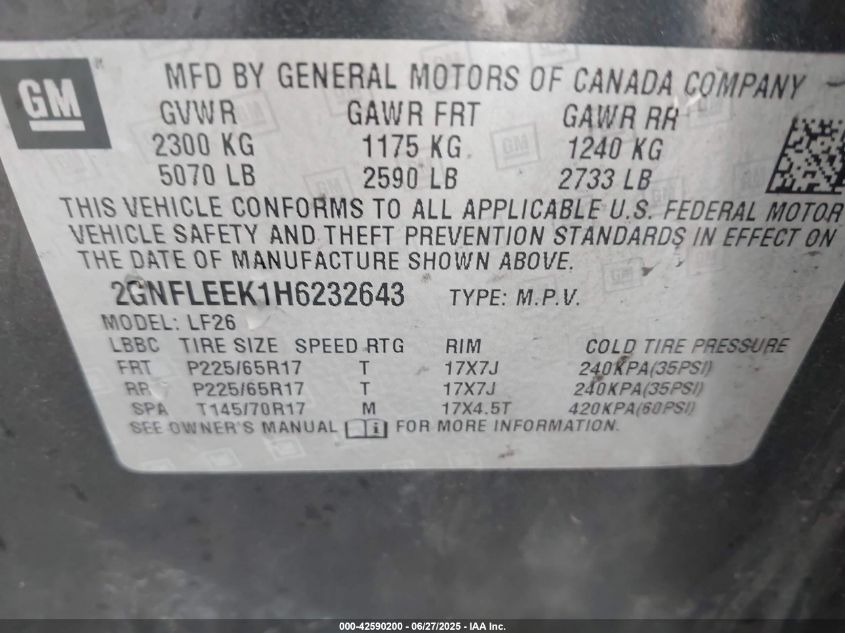 GM
MFD BY GENERAL MOTORS OF CANADA COMPANY
GVWR GAWR FRT GAWR RR
2300 KG 1175 KG 1240 KG
5070 LB 2590 LB 2733 LB
THIS VEHICLE CONFORMS TO ALL APPLICABLE U.S. FEDERAL MOTOR
VEHICLE SAFETY AND THEFT PREVENTION STANDARDS IN EFFECT ON
THE DATE OF MANUFACTURE SHOWN ABOVE.
2GNFLEEK1H6232643 TYPE: M.P.V.
MODEL: LF26
LBBC TIRE SIZE SPEED RTG RIM COLD TIRE PRESSURE
FRT P225/65R17 T 17X7J 240KPA(35PSI)
RR P225/65R17 T 17X7J 240KPA(35PSI)
SPA T145/70R17 M 17X4.5T 420KPA(60PSI)
SEE OWNER'S MANUAL i FOR MORE INFORMATION.
000-42590200 - 06/27/2025 - IAA Inc.